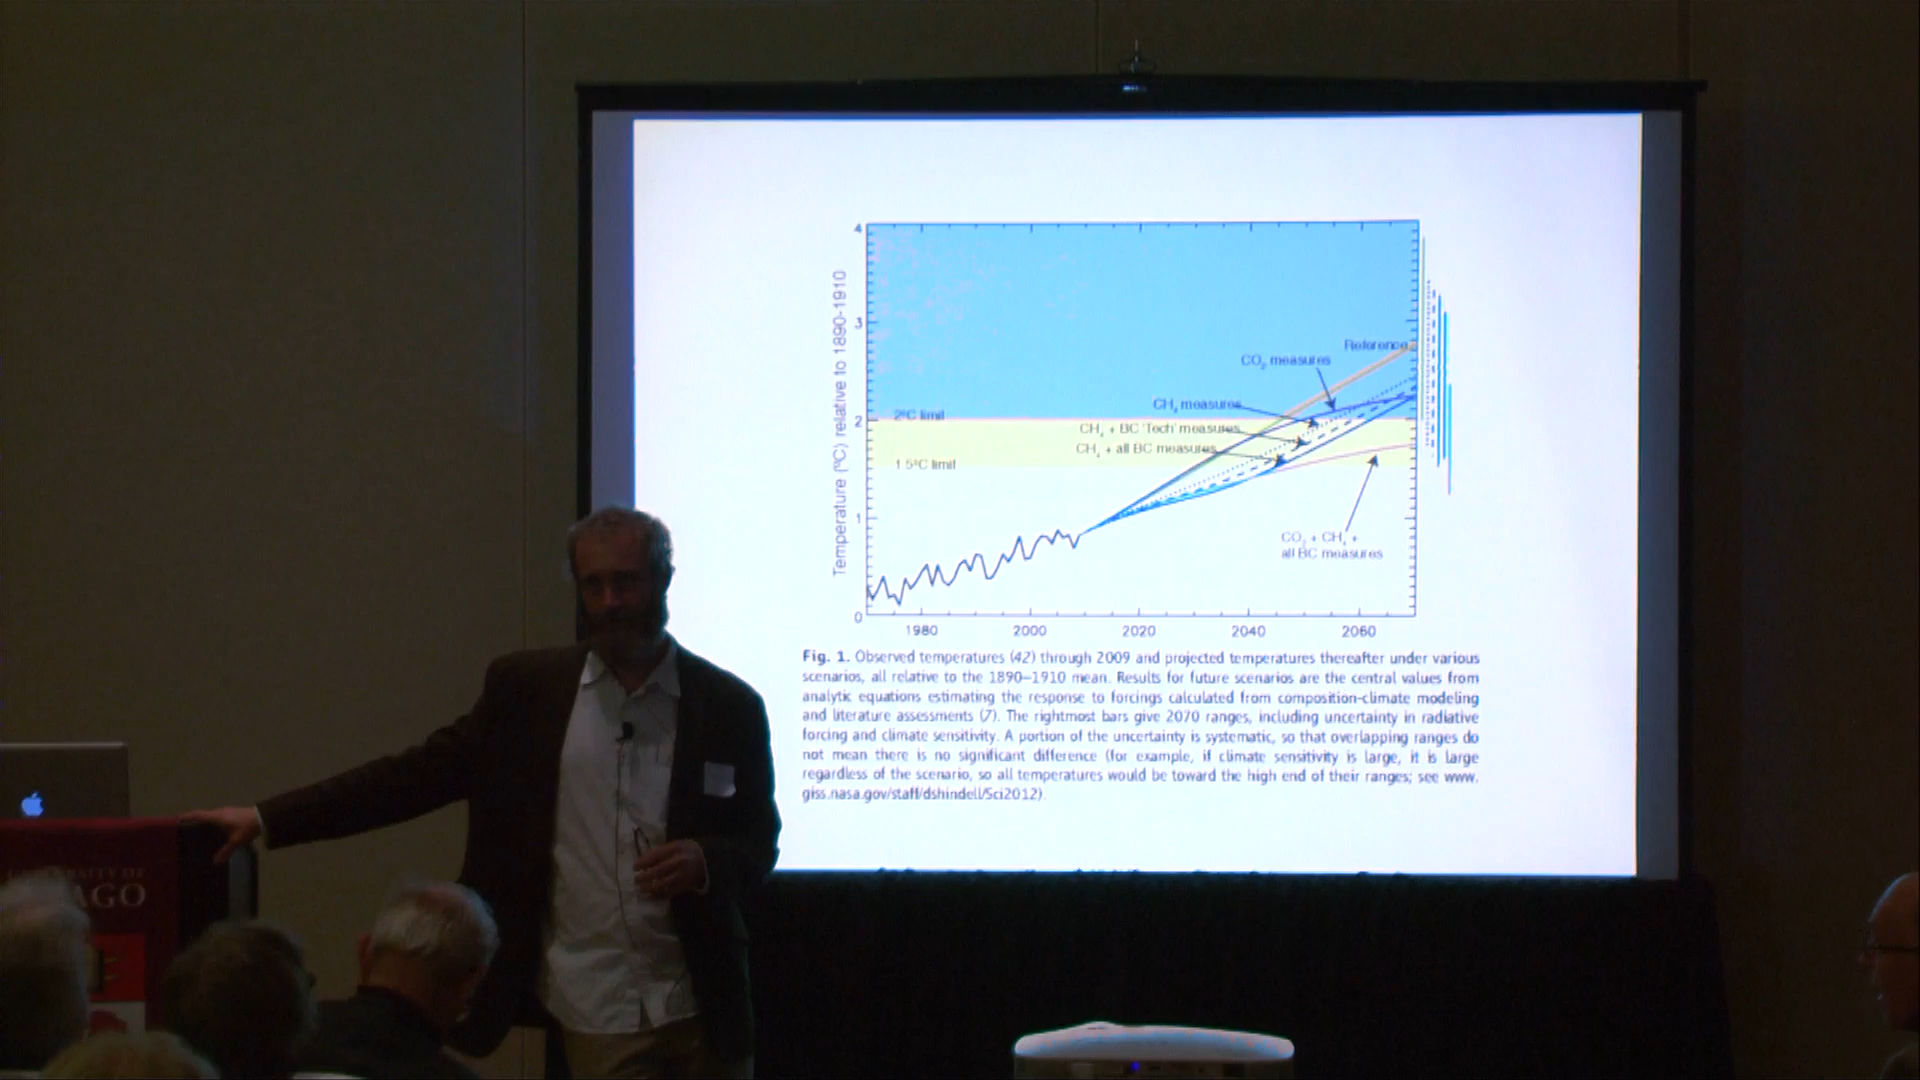 4
3
2
1
0
Temperature (ºC) relative to 1890-1910
Reference
CO2 measures
CH4 measures
2ºC limit
CH4 + BC 'Tech' measures
CH4 + all BC measures
1.5ºC limit
CO2 + CH4 +
all BC measures
1980 2000 2020 2040 2060
Fig. 1. Observed temperatures (42) through 2009 and projected temperatures thereafter under various
scenarios, all relative to the 1890–1910 mean. Results for future scenarios are the central values from
analytic equations estimating the response to forcings calculated from composition-climate modeling
and literature assessments (7). The rightmost bars give 2070 ranges, including uncertainty in radiative
forcing and climate sensitivity. A portion of the uncertainty is systematic, so that overlapping ranges do
not mean there is no significant difference (for example, if climate sensitivity is large, it is large
regardless of the scenario, so all temperatures would be toward the high end of their ranges; see www.
giss.nasa.gov/staff/dshindell/Sci2012).
AGO